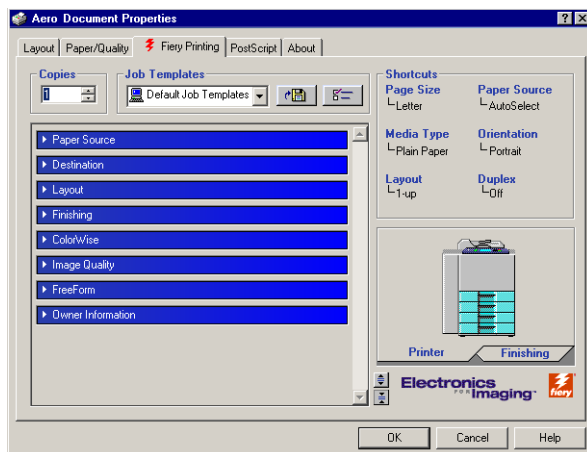 Aero Document Properties
Layout Paper/Quality Fiery Printing PostScript About
Copies
1
Job Templates
Default Job Templates
Paper Source
Destination
Layout
Finishing
ColorWise
Image Quality
FreeForm
Owner Information
Shortcuts
Page Size Paper Source
Letter AutoSelect
Media Type Orientation
Plain Paper Portrait
Layout Duplex
1-up Off
Printer Finishing
Electronics
FOR Imaging™
fiery
OK Cancel Help